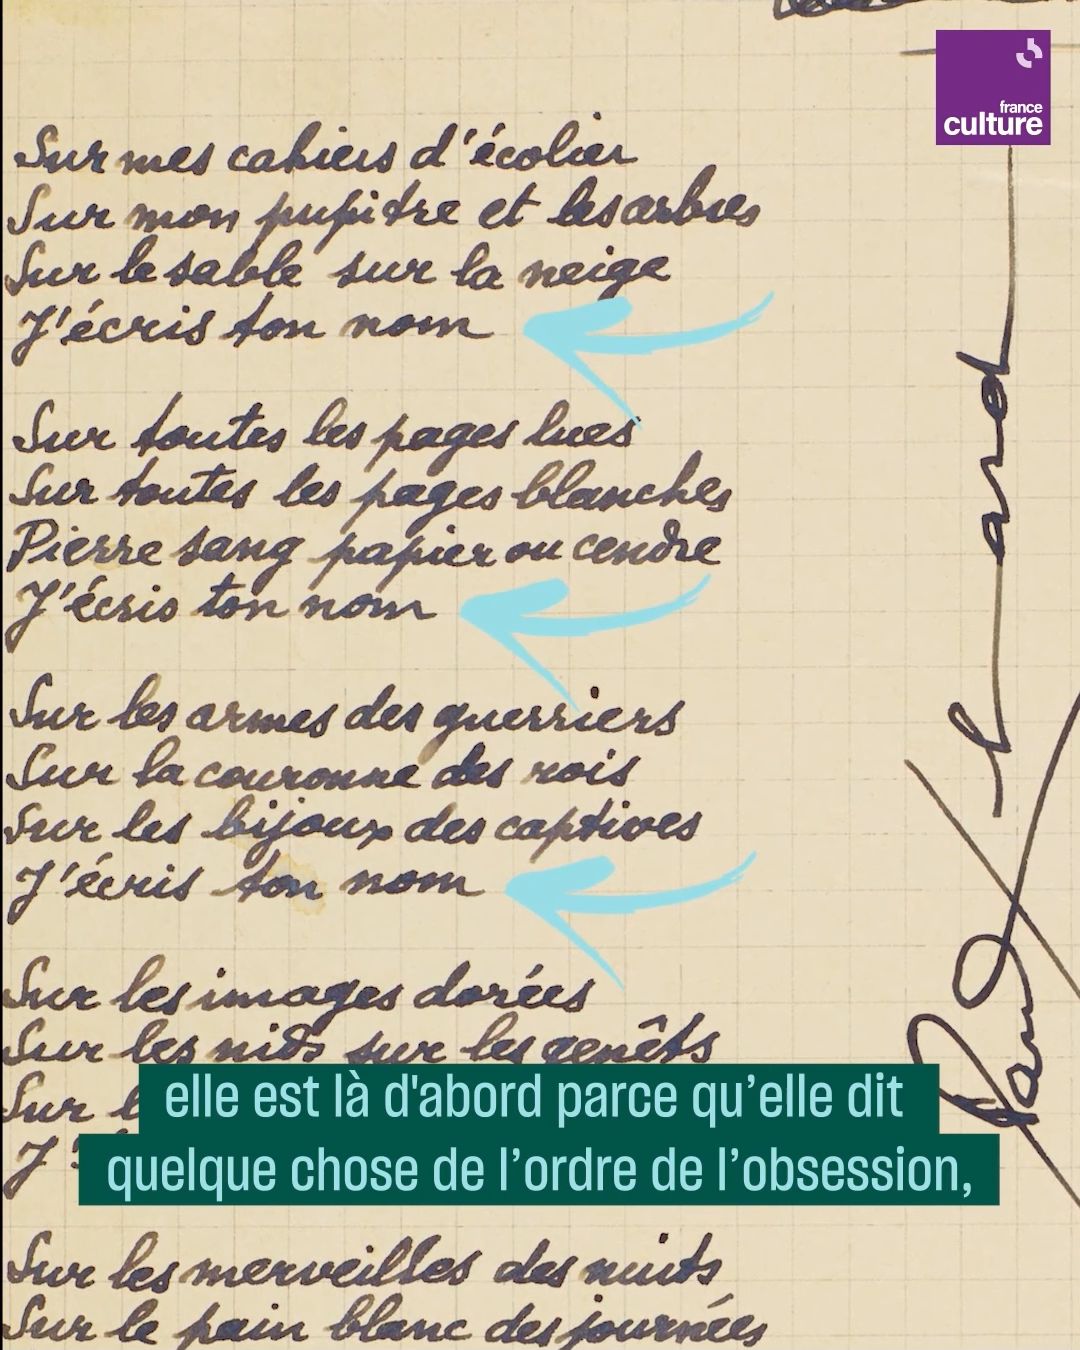 france
culture
Sur mes cahiers d'écolier
Sur mon pupitre et les arbres
Sur le sable sur la neige
J'écris ton nom
Sur toutes les pages lues
Sur toutes les pages blanches
Pierre sang papier ou cendre
J'écris ton nom
Sur les armes des guerriers
Sur la couronne des rois
Sur les bijoux des captives
J'écris ton nom
Sur les images dorées
Sur les nids sur les genêts
Sur
elle est là d'abord parce qu’elle dit
quelque chose de l’ordre de l’obsession,
Sur les merveilles des nuits
Sur le pain blanc des journées
Paul Eluard